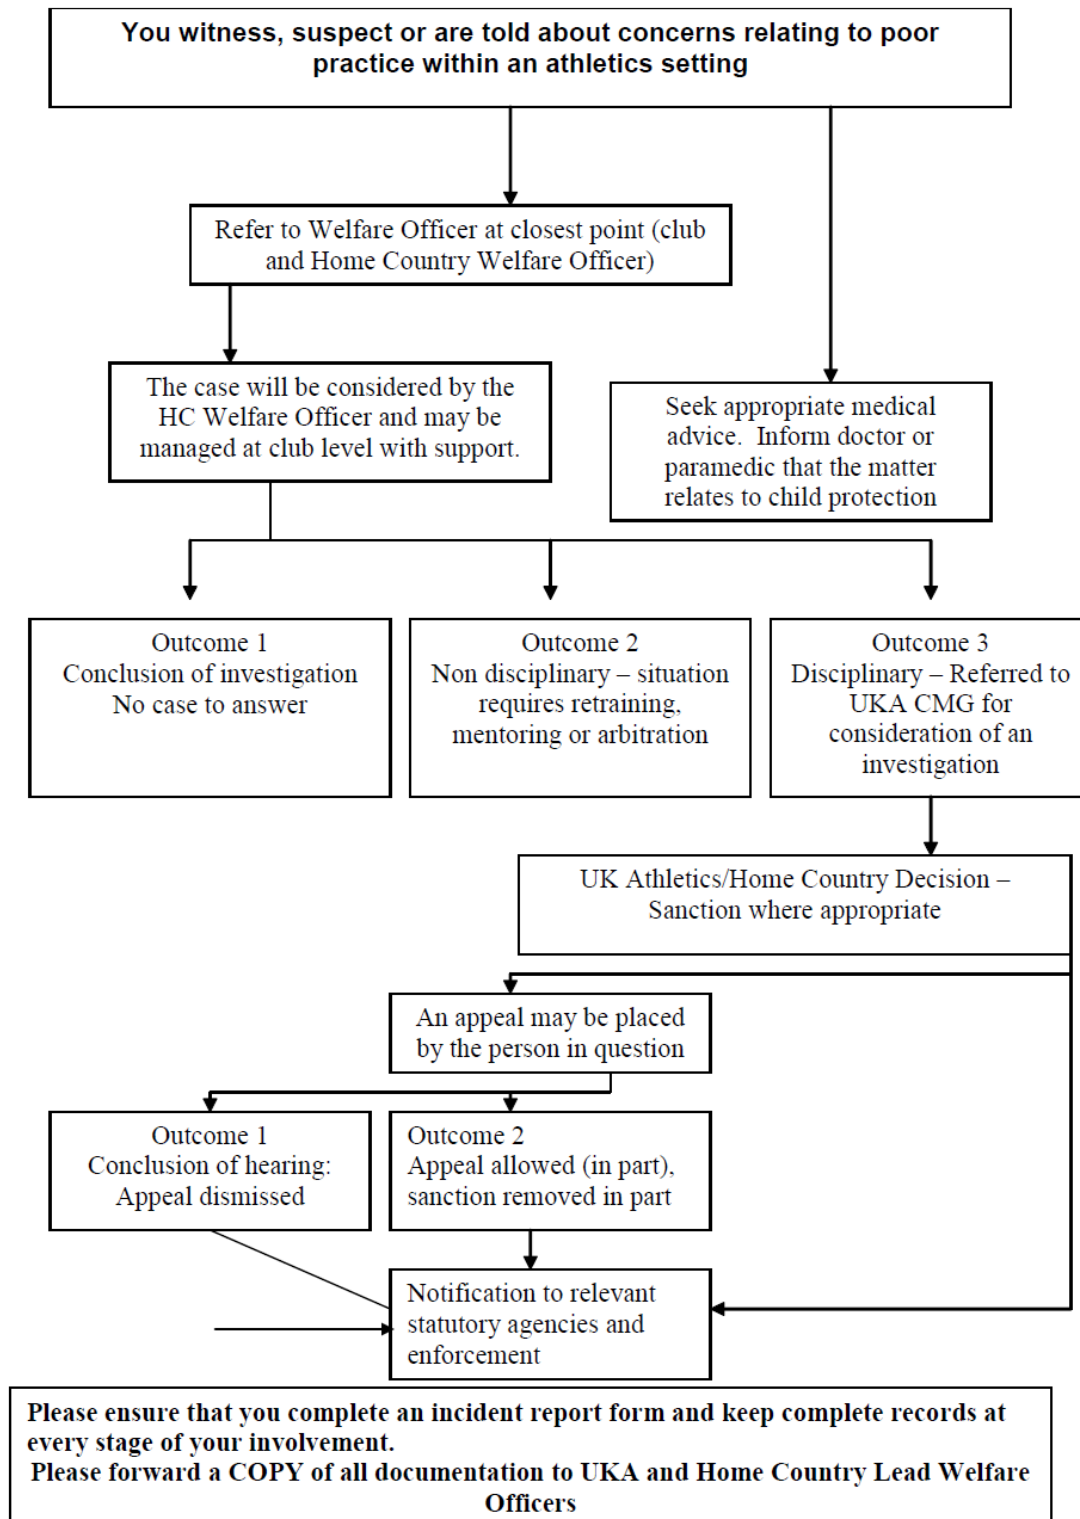 You witness, suspect or are told about concerns relating to poor
practice within an athletics setting
Refer to Welfare Officer at closest point (club
and Home Country Welfare Officer)
The case will be considered by the
HC Welfare Officer and may be
managed at club level with support.
Seek appropriate medical
advice.  Inform doctor or
paramedic that the matter
relates to child protection
Outcome 1
Conclusion of investigation
No case to answer
Outcome 2
Non disciplinary – situation
requires retraining,
mentoring or arbitration
Outcome 3
Disciplinary – Referred to
UKA CMG for
consideration of an
investigation
UK Athletics/Home Country Decision –
Sanction where appropriate
An appeal may be placed
by the person in question
Outcome 1
Conclusion of hearing:
Appeal dismissed
Outcome 2
Appeal allowed (in part),
sanction removed in part
Notification to relevant
statutory agencies and
enforcement
Please ensure that you complete an incident report form and keep complete records at
every stage of your involvement.
Please forward a COPY of all documentation to UKA and Home Country Lead Welfare
Officers